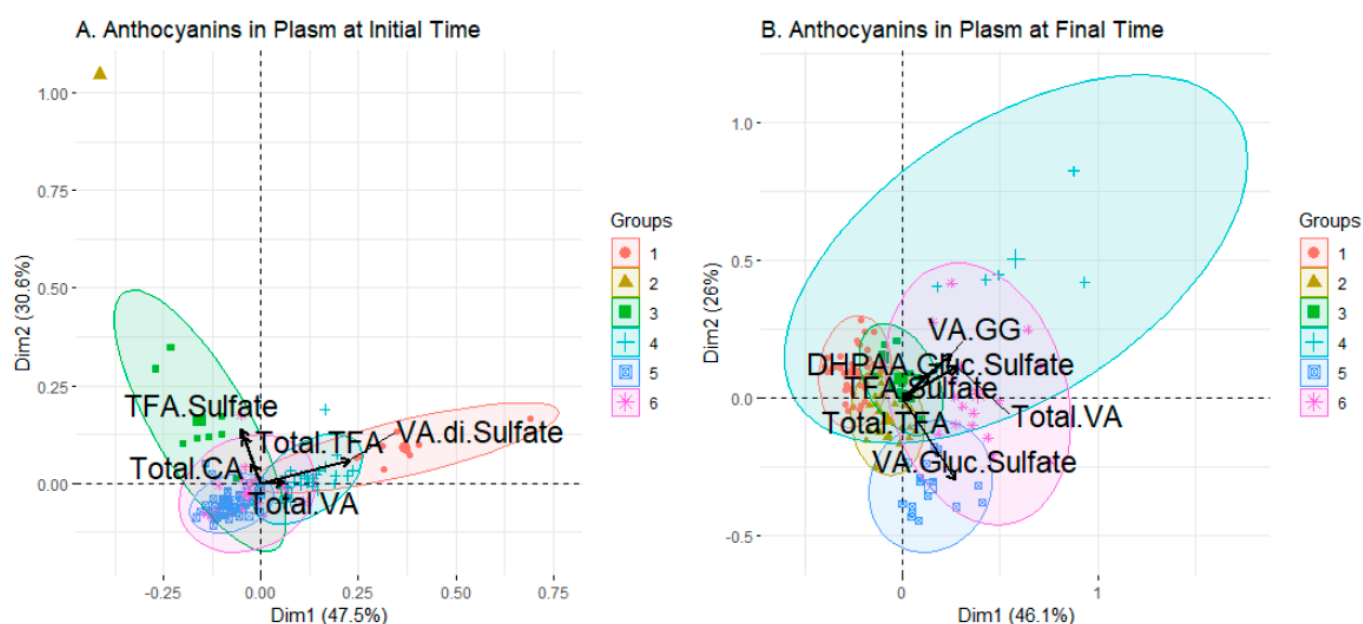 A. Anthocyanins in Plasm at Initial Time
1.00
0.75
0.50
0.25
0.00
Dim2 (30.6%)
TFA.Sulfate
Total.TFA
VA.di.Sulfate
Total.CA
Total.VA
-0.25
0.00
0.25
0.50
0.75
Dim1 (47.5%)
Groups
1
2
3
4
5
6
B. Anthocyanins in Plasm at Final Time
1.0
0.5
0.0
-0.5
Dim2 (26%)
VA.GG
DHPAA.Gluc.Sulfate
TFA.Sulfate
Total.TFA
Total.VA
VA.Gluc.Sulfate
0
1
Dim1 (46.1%)
Groups
1
2
3
4
5
6